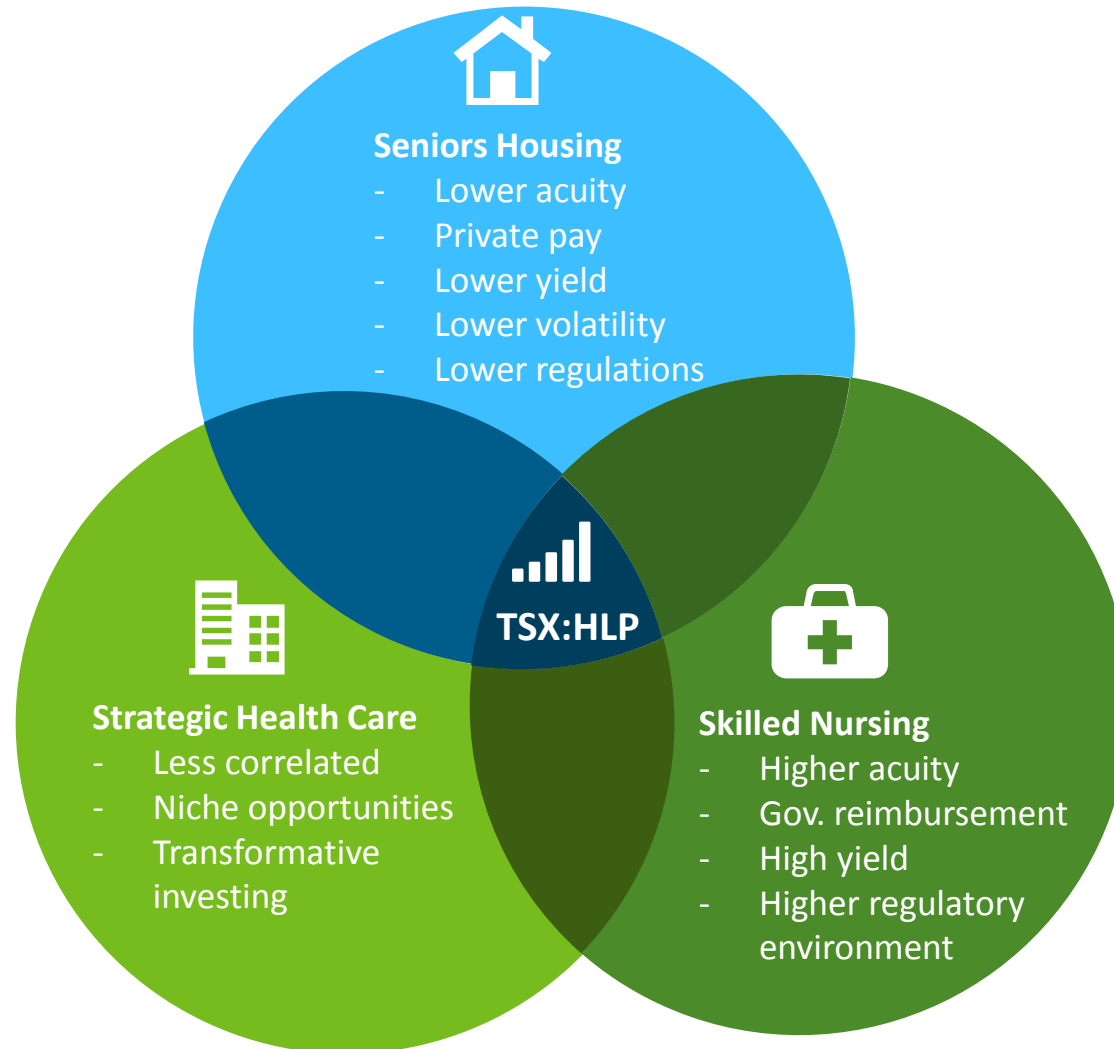 Seniors Housing
- Lower acuity
- Private pay
- Lower yield
- Lower volatility
- Lower regulations
TSX:HLP
Strategic Health Care
- Less correlated
- Niche opportunities
- Transformative
investing
Skilled Nursing
- Higher acuity
- Gov. reimbursement
- High yield
- Higher regulatory
environment